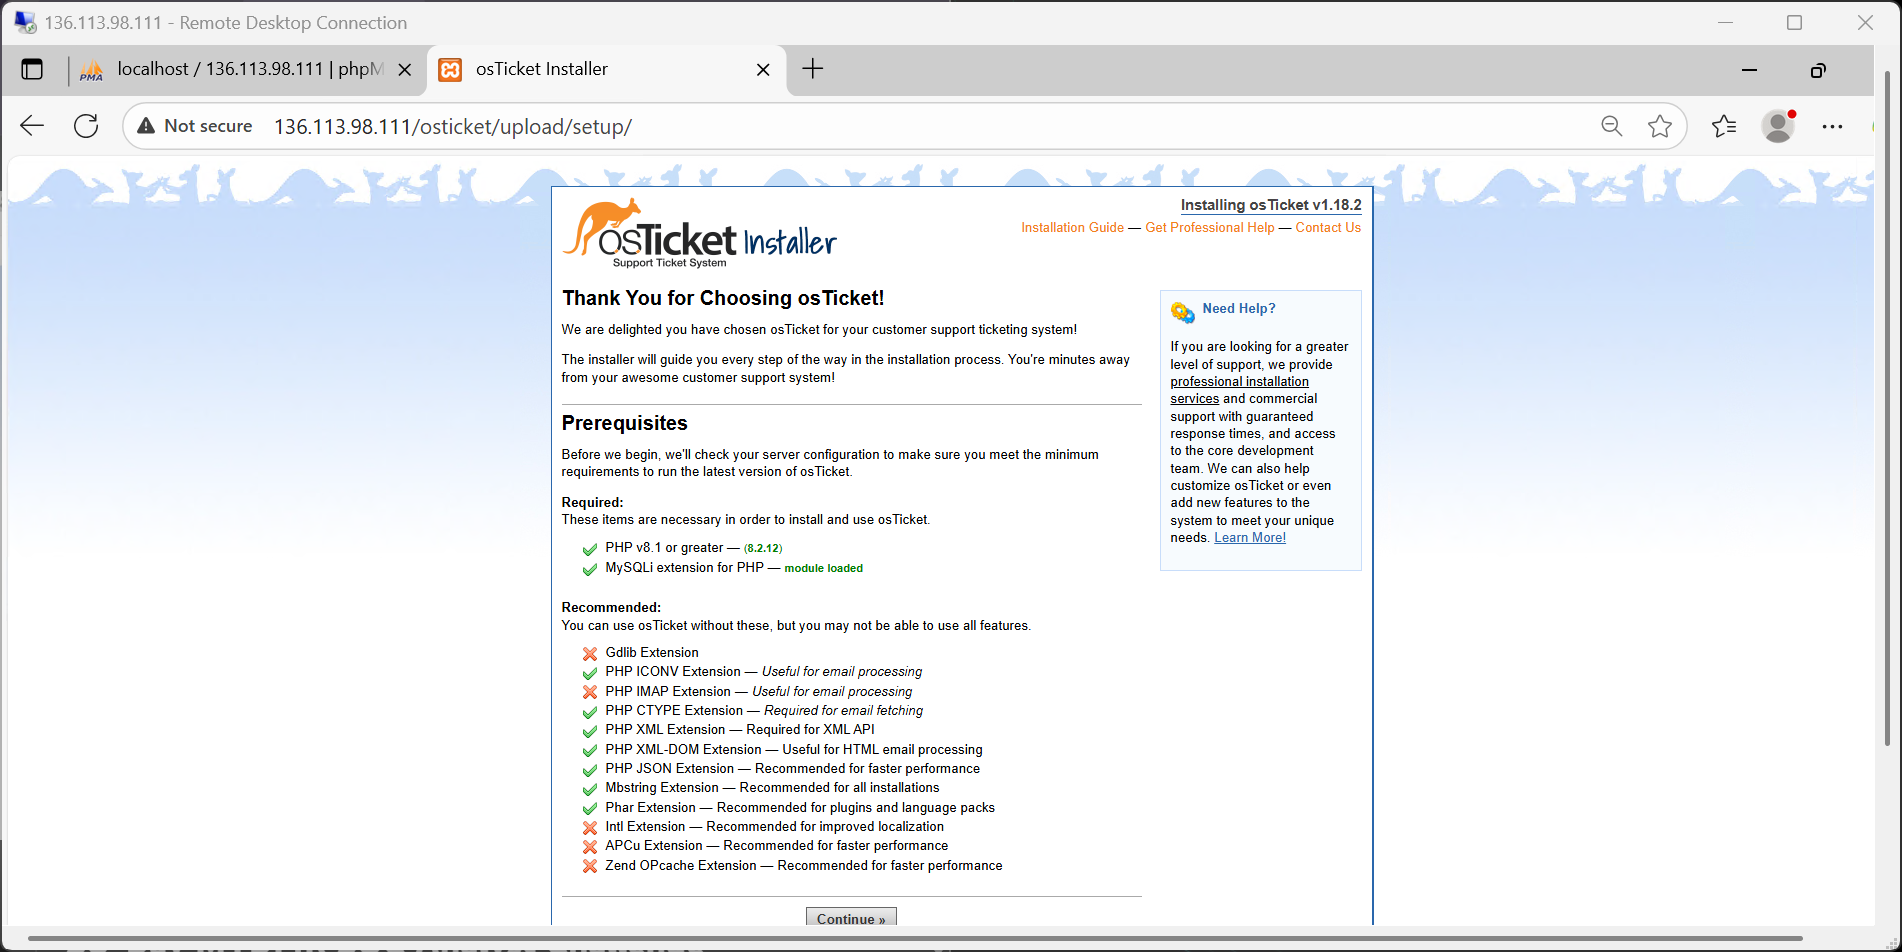 136.113.98.111 - Remote Desktop Connection
localhost / 136.113.98.111 | phpM
osTicket Installer
Not secure
136.113.98.111/osticket/upload/setup/
osTicket Installer
Support Ticket System
Installing osTicket v1.18.2
Installation Guide — Get Professional Help — Contact Us
Thank You for Choosing osTicket!
We are delighted you have chosen osTicket for your customer support ticketing system!
The installer will guide you every step of the way in the installation process. You're minutes away
from your awesome customer support system!
Prerequisites
Before we begin, we'll check your server configuration to make sure you meet the minimum
requirements to run the latest version of osTicket.
Required:
These items are necessary in order to install and use osTicket.
PHP v8.1 or greater — (8.2.12)
MySQLi extension for PHP — module loaded
Recommended:
You can use osTicket without these, but you may not be able to use all features.
Gdlib Extension
PHP ICONV Extension — Useful for email processing
PHP IMAP Extension — Useful for email processing
PHP CTYPE Extension — Required for email fetching
PHP XML Extension — Required for XML API
PHP XML-DOM Extension — Useful for HTML email processing
PHP JSON Extension — Recommended for faster performance
Mbstring Extension — Recommended for all installations
Phar Extension — Recommended for plugins and language packs
Intl Extension — Recommended for improved localization
APCu Extension — Recommended for faster performance
Zend OPcache Extension — Recommended for faster performance
Continue »
Need Help?
If you are looking for a greater
level of support, we provide
professional installation
services and commercial
support with guaranteed
response times, and access
to the core development
team. We can also help
customize osTicket or even
add new features to the
system to meet your unique
needs. Learn More!